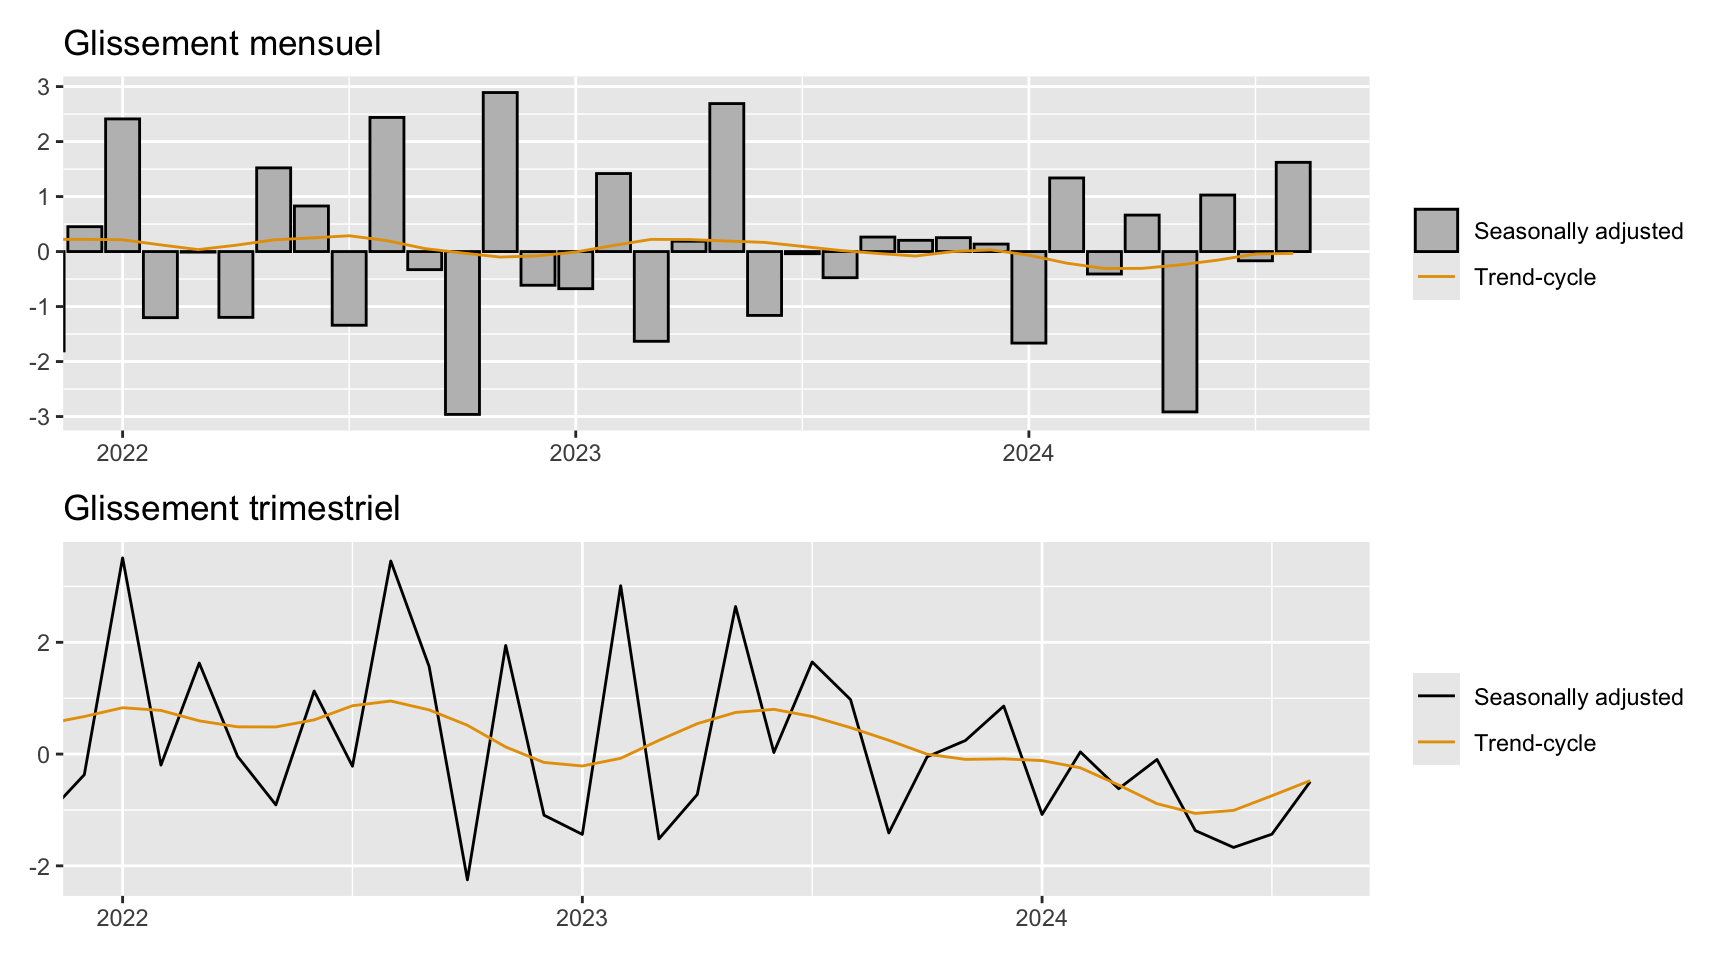 Glissement mensuel
3
2
1
0
-1
-2
-3
2022 2023 2024
Seasonally adjusted
Trend-cycle
Glissement trimestriel
2
0
-2
2022 2023 2024
Seasonally adjusted
Trend-cycle